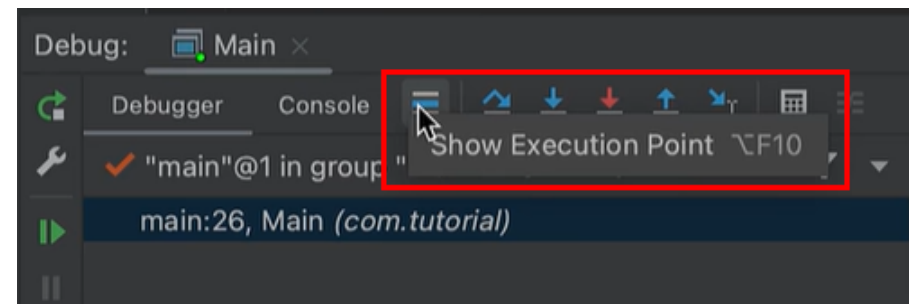 Debug: Main
Debugger Console
Show Execution Point ⌥F10
"main"@1 in group "
main:26, Main (com.tutorial)